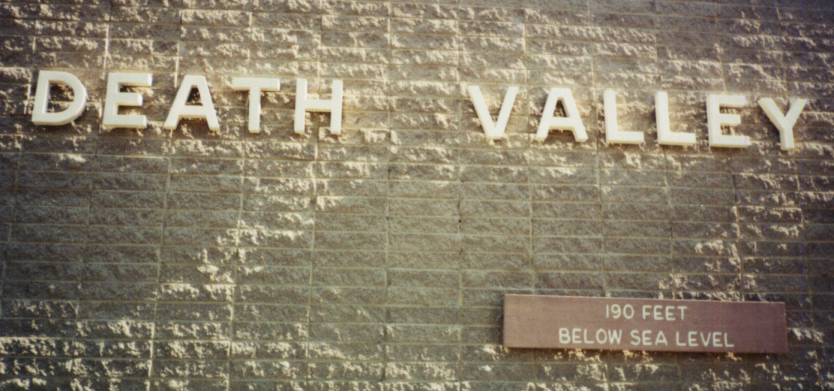 DEATH VALLEY
190 FEET
BELOW SEA LEVEL